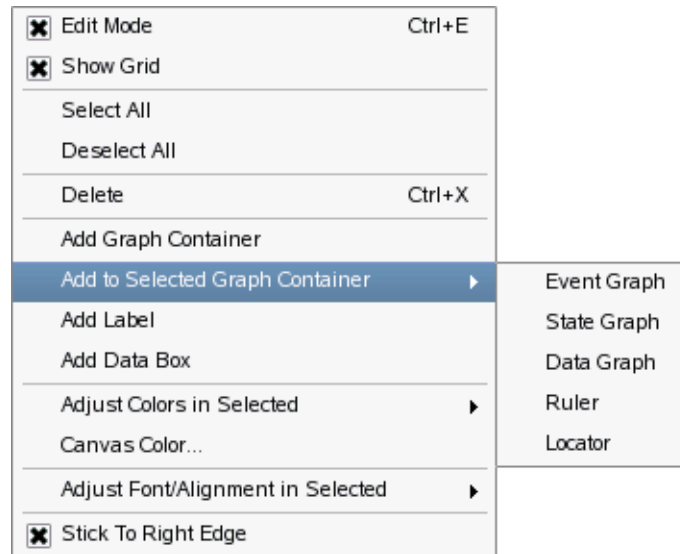 Edit Mode Ctrl+E
Show Grid
Select All
Deselect All
Delete Ctrl+X
Add Graph Container
Add to Selected Graph Container
Add Label
Add Data Box
Adjust Colors in Selected
Canvas Color...
Adjust Font/Alignment in Selected
Stick To Right Edge
Event Graph
State Graph
Data Graph
Ruler
Locator